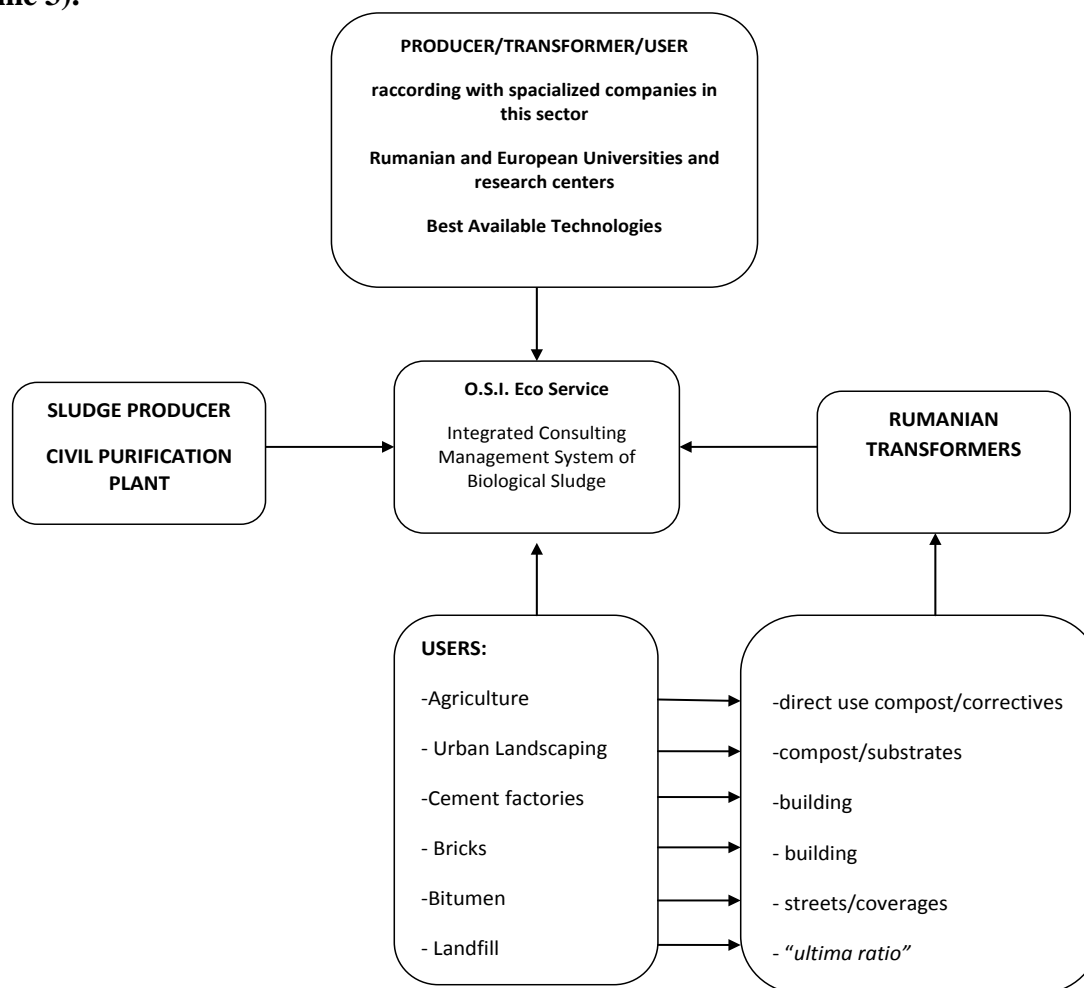 PRODUCER/TRANSFORMER/USER
raccording with spacialized companies in
this sector
Rumanian and European Universities and
research centers
Best Available Technologies
SLUDGE PRODUCER
CIVIL PURIFICATION
PLANT
O.S.I. Eco Service
Integrated Consulting
Management System of
Biological Sludge
RUMANIAN
TRANSFORMERS
USERS:
-Agriculture
- Urban Landscaping
-Cement factories
- Bricks
-Bitumen
- Landfill
-direct use compost/correctives
-compost/substrates
-building
- building
- streets/coverages
- “ultima ratio”